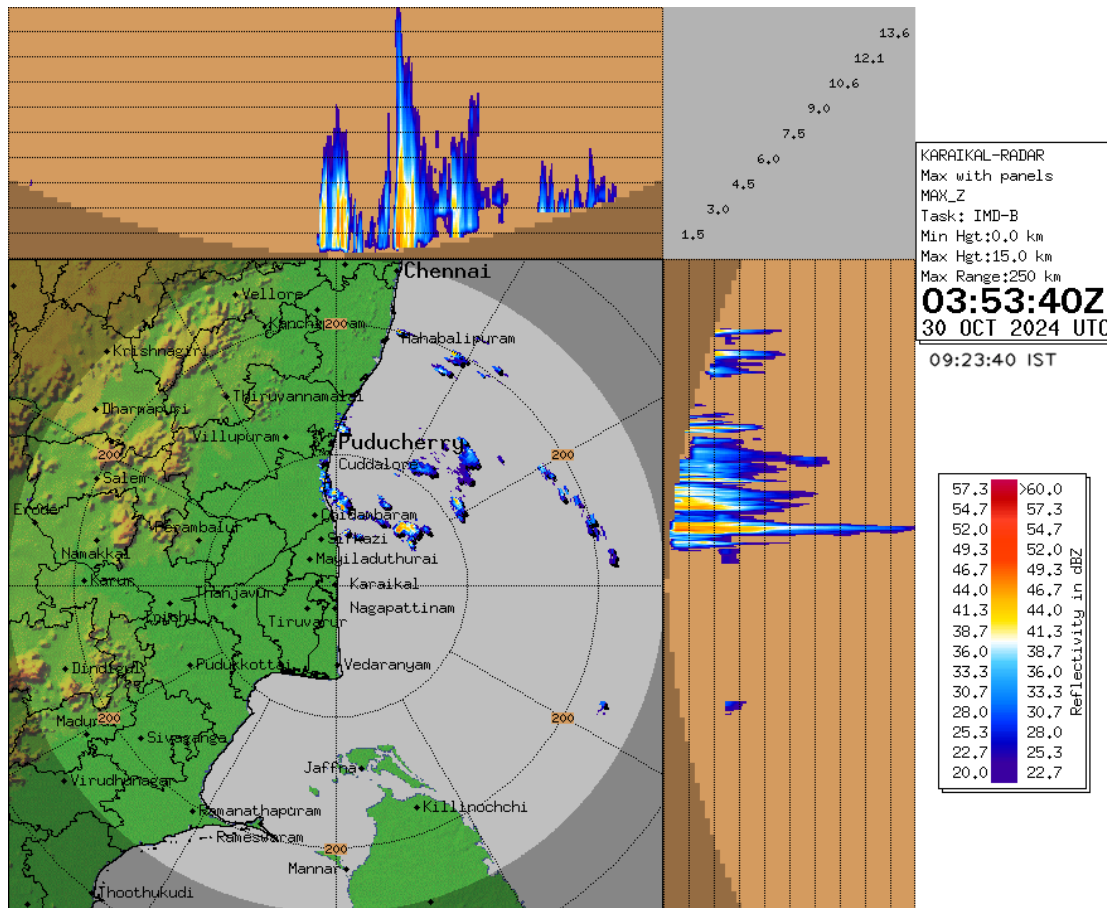 13.6
12.1
10.6
9.0
7.5
6.0
4.5
3.0
1.5
KARAIKAL-RADAR
Max with panels
MAX_Z
Task: IMD-B
Min Hgt:0.0 km
Max Hgt:15.0 km
Max Range:250 km
03:53:40Z
30 OCT 2024 UTC
09:23:40 IST
Chennai
Vellore
200
Mahabalipuram
Krishnagiri
Thiruvannamalai
Dharmapuri
Villupuram
Puducherry
200
200
Cuddalore
Salem
Erode
Perambalur
Sirkazi
Namakkal
Mayiladuthurai
Karur
Karaikal
Thanjavur
Nagapattinam
Tiruvarur
Dindigul
Pudukkottai
Vedaranyam
200
200
Sivaganga
Jaffna
Virudhunagar
Killinochchi
Ramanathapuram
Rameswaram
200
Mannar
Thoothukudi
57.3 >60.0
54.7 57.3
52.0 54.7
49.3 52.0
46.7 49.3
44.0 46.7
41.3 44.0
38.7 41.3
36.0 38.7
33.3 36.0
30.7 33.3
28.0 30.7
25.3 28.0
22.7 25.3
20.0 22.7
Reflectivity in dBZ